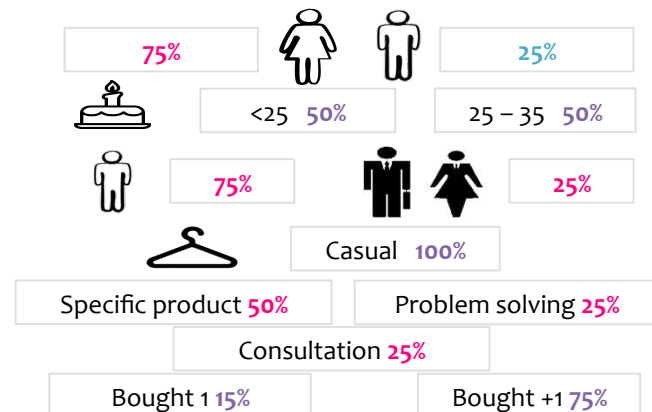 75% 25%
<25 50% 25 – 35 50%
75% 25%
Casual 100%
Specific product 50% Problem solving 25%
Consultation 25%
Bought 1 15% Bought +1 75%